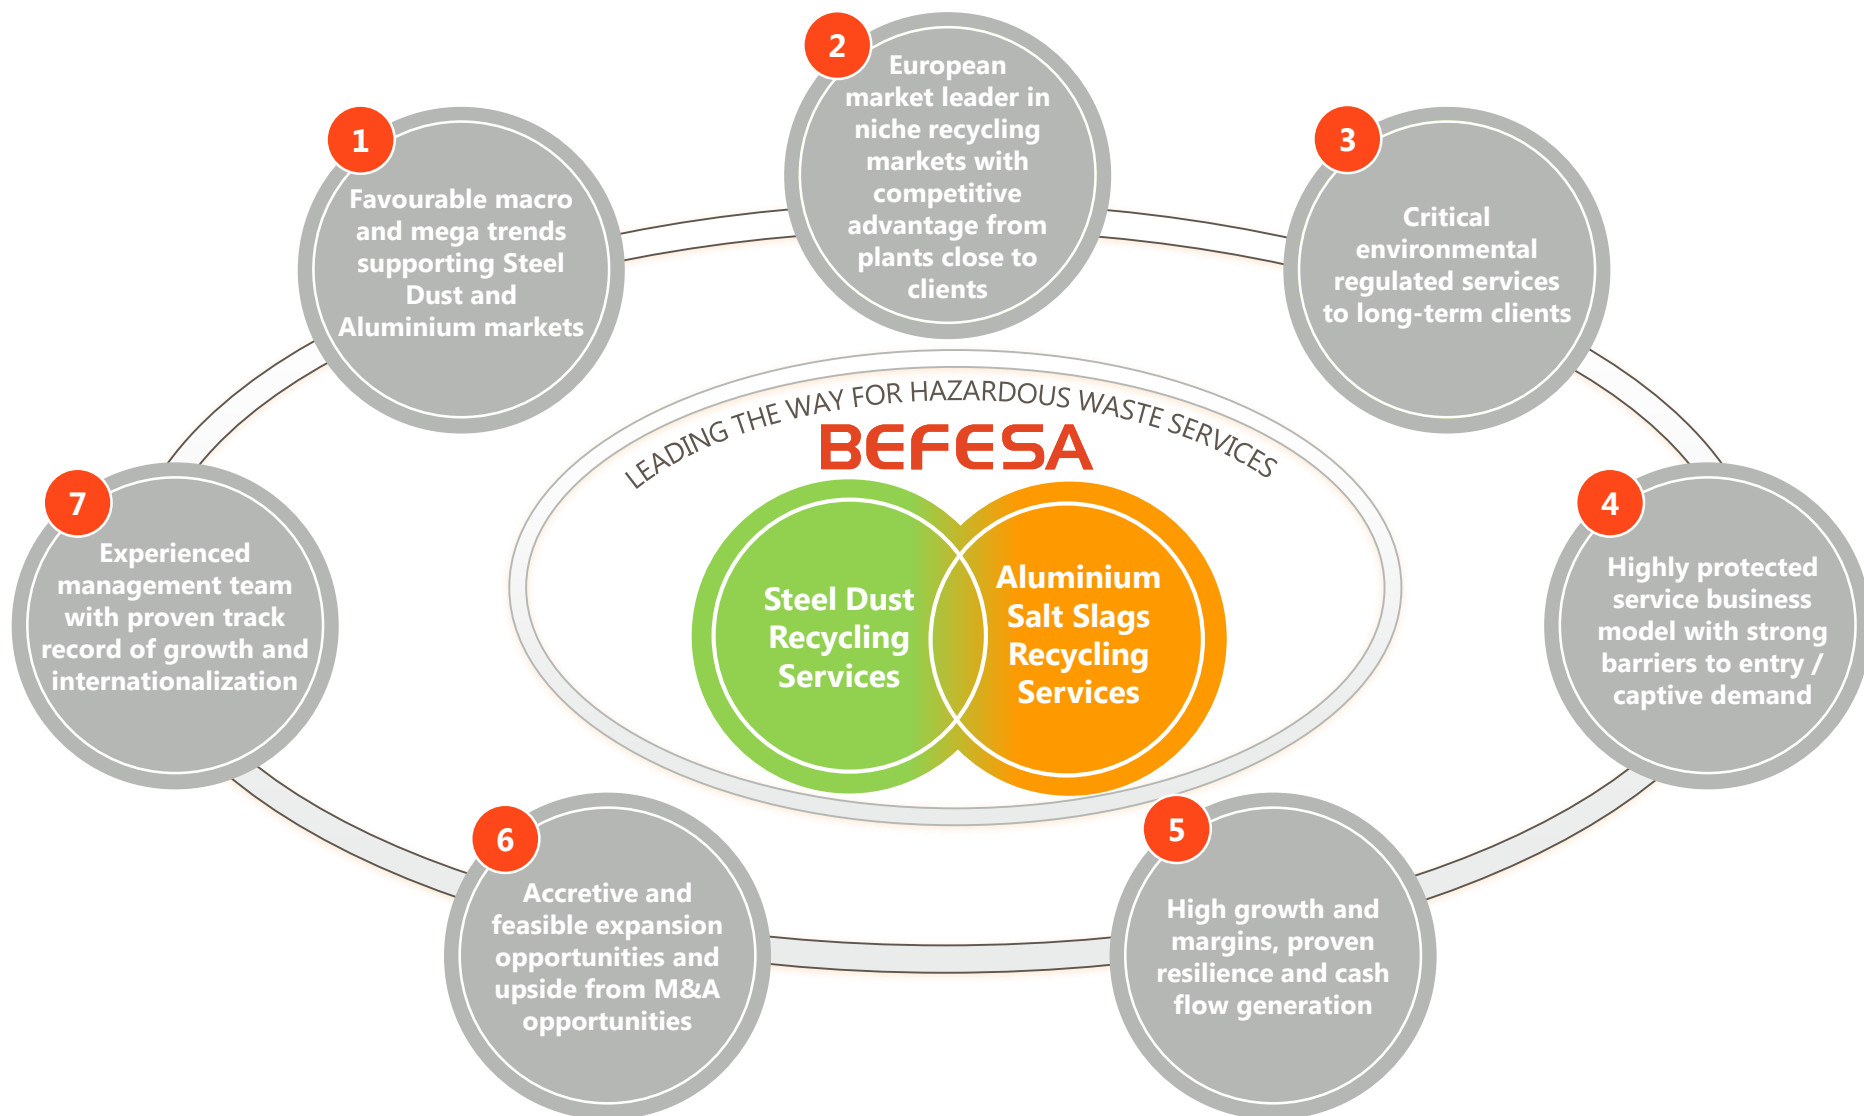 1
Favourable macro
and mega trends
supporting Steel
Dust and
Aluminium markets
2
European
market leader in
niche recycling
markets with
competitive
advantage from
plants close to
clients
3
Critical
environmental
regulated services
to long-term clients
4
Highly protected
service business
model with strong
barriers to entry /
captive demand
5
High growth and
margins, proven
resilience and cash
flow generation
6
Accretive and
feasible expansion
opportunities and
upside from M&A
opportunities
7
Experienced
management team
with proven track
record of growth and
internationalization
LEADING THE WAY FOR HAZARDOUS WASTE SERVICES
BEFESA
Steel Dust
Recycling
Services
Aluminium
Salt Slags
Recycling
Services